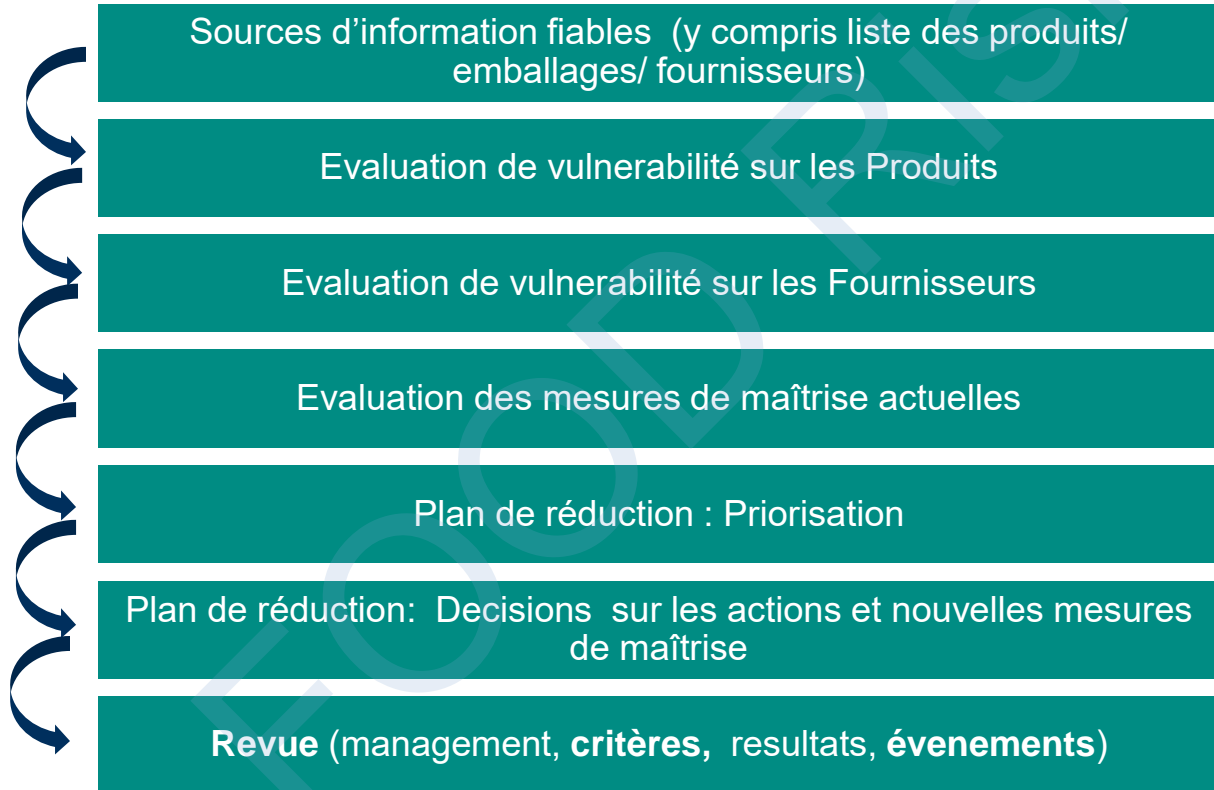 Sources d’information fiables (y compris liste des produits/
emballages/ fournisseurs)
Evaluation de vulnerabilité sur les Produits
Evaluation de vulnerabilité sur les Fournisseurs
Evaluation des mesures de maîtrise actuelles
Plan de réduction : Priorisation
Plan de réduction: Decisions sur les actions et nouvelles mesures
de maîtrise
Revue (management, critères, resultats, évenements)
FOOD RIS